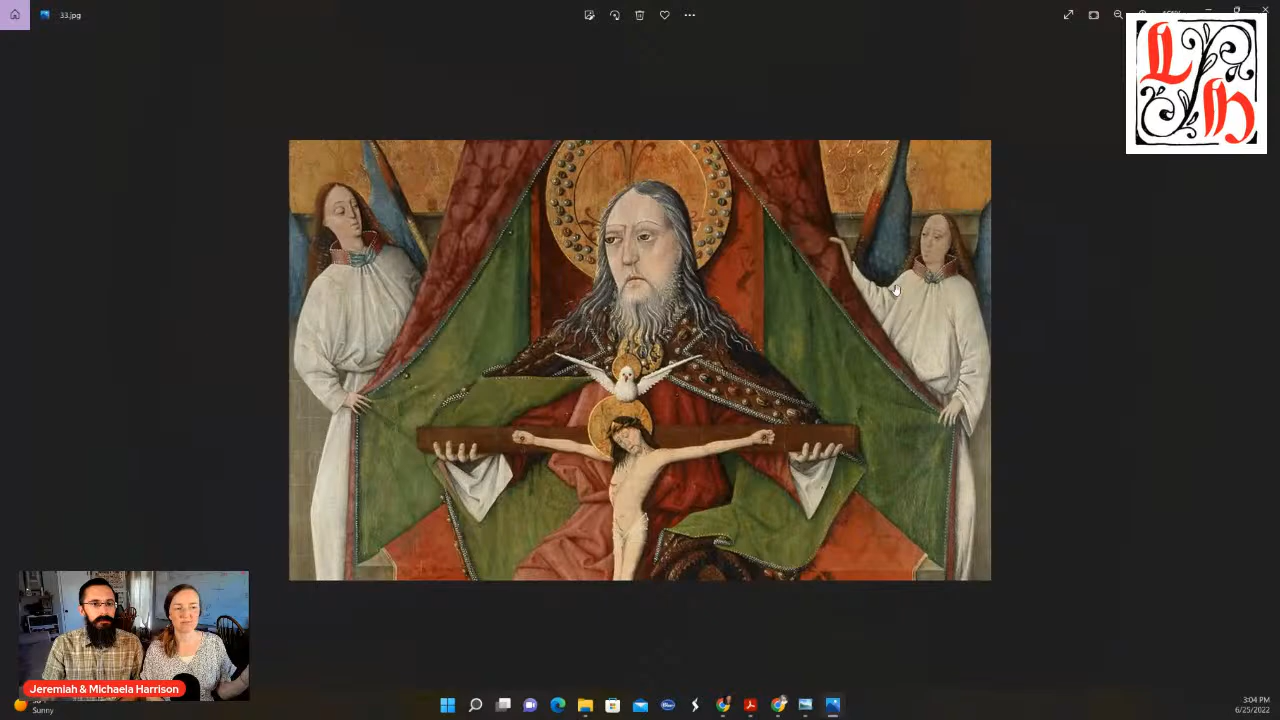 33.jpg
L
H
Jeremiah & Michaela Harrison
Sunny
3:04 PM
6/25/2022